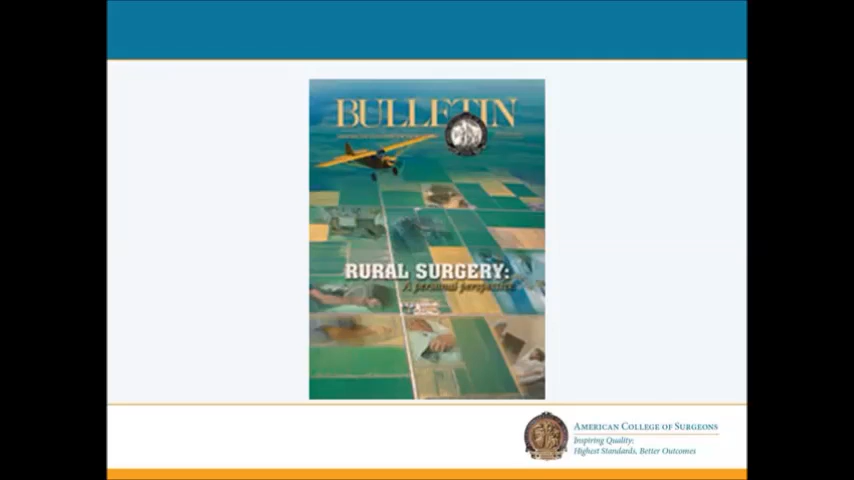 BULLETIN
RURAL SURGERY:
A personal perspective
AMERICAN COLLEGE OF SURGEONS
Inspiring Quality:
Highest Standards, Better Outcomes